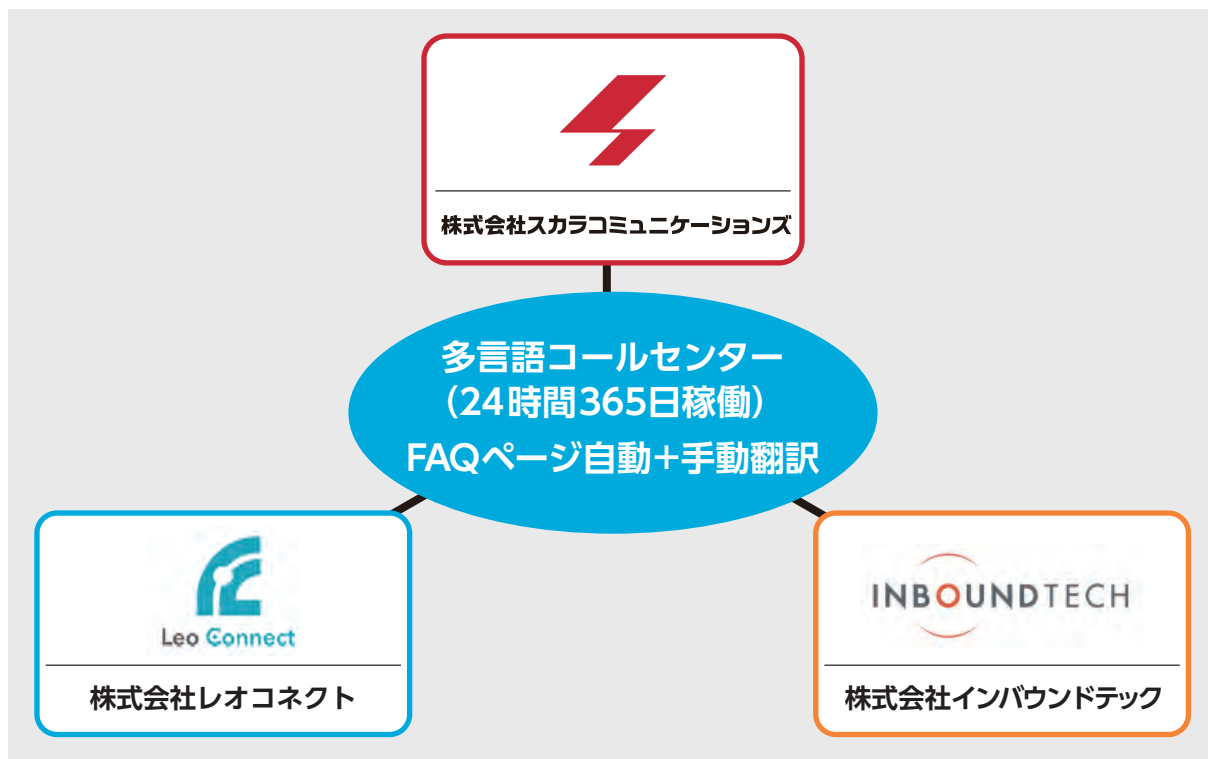 株式会社スカラコミュニケーションズ
多言語コールセンター
（24時間365日稼働）
FAQページ自動＋手動翻訳
Leo Connect
株式会社レオコネクト
INBOUNDTECH
株式会社インバウンドテック